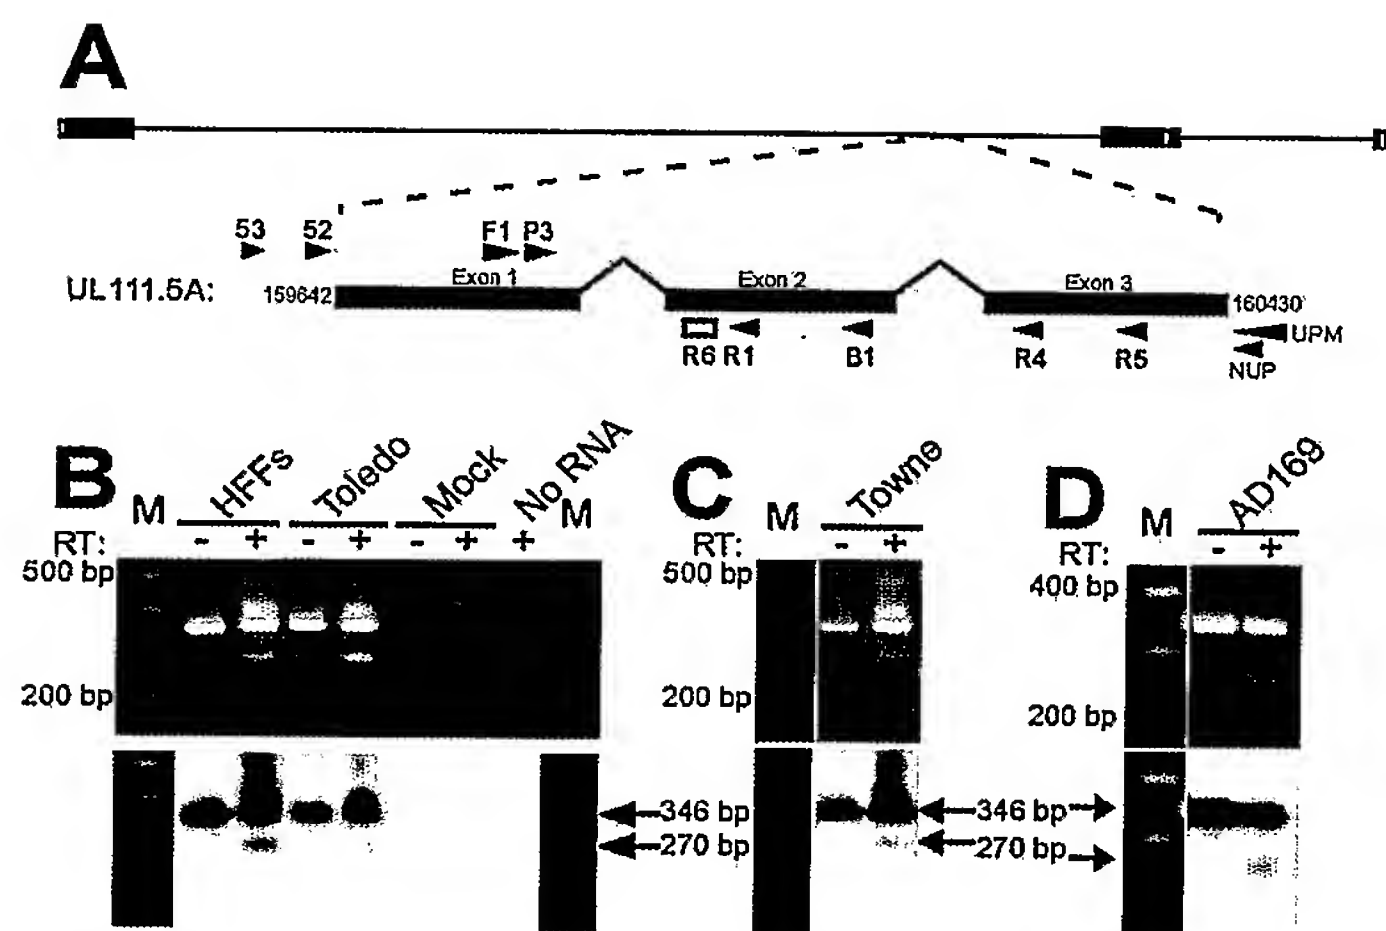 A
53 52 F1 P3
UL111.5A: 159642 Exon 1 Exon 2 Exon 3 160430
R6 R1 B1 R4 R5 UPM
NUP
B
M HFFs Toledo Mock No RNA M
RT: - + - + - + +
500 bp
200 bp
346 bp
270 bp
C
M Towne
RT: - +
500 bp
200 bp
346 bp
270 bp
D
M AD169
RT: - +
400 bp
200 bp